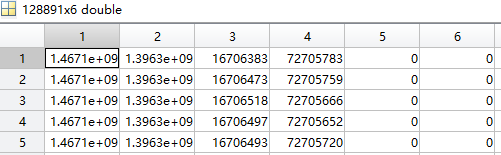 128891x6 double
1 2 3 4 5 6
1 1.4671e+09 1.3963e+09 16706383 72705783 0 0
2 1.4671e+09 1.3963e+09 16706473 72705759 0 0
3 1.4671e+09 1.3963e+09 16706518 72705666 0 0
4 1.4671e+09 1.3963e+09 16706497 72705652 0 0
5 1.4671e+09 1.3963e+09 16706493 72705720 0 0